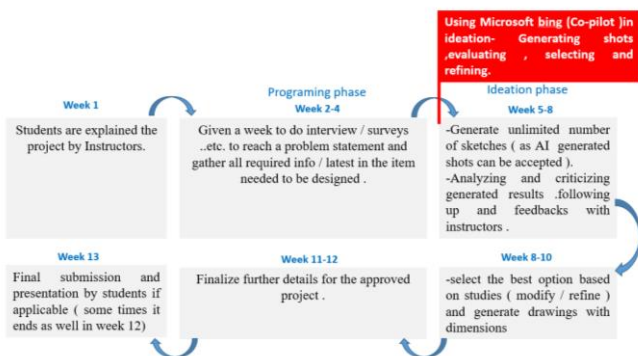 Using Microsoft bing (Co-pilot )in
ideation- Generating shots
,evaluating , selecting and
refining.
Programing phase
Ideation phase
Week 1
Students are explained the
project by Instructors.
Week 2-4
Given a week to do interview / surveys
..etc. to reach a problem statement and
gather all required info / latest in the item
needed to be designed .
Week 5-8
-Generate unlimited number
of sketches ( as AI generated
shots can be accepted ).
-Analyzing and criticizing
generated results .following
up and feedbacks with
instructors .
Week 8-10
-select the best option based
on studies ( modify / refine )
and generate drawings with
dimensions
Week 11-12
Finalize further details for the approved
project .
Week 13
Final submission and
presentation by students if
applicable ( some times it
ends as well in week 12)